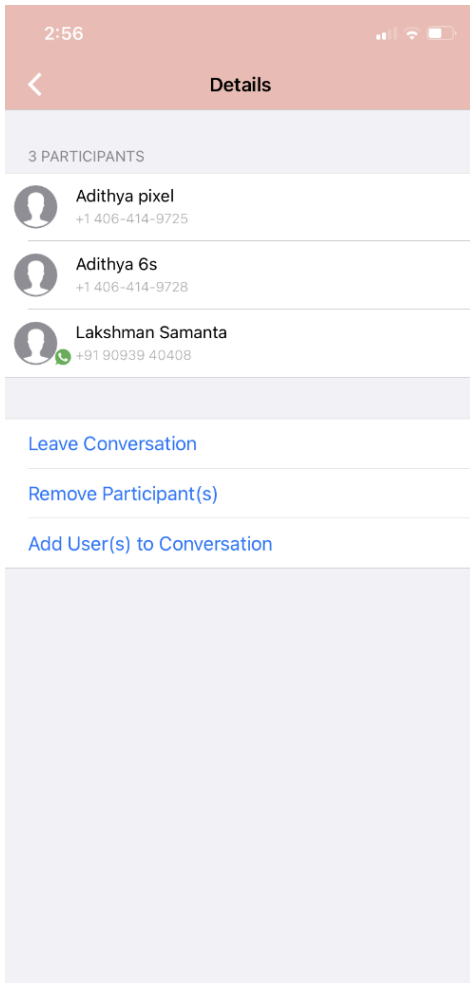 2:56
Details
3 PARTICIPANTS
Adithya pixel
+1 406-414-9725
Adithya 6s
+1 406-414-9728
Lakshman Samanta
+91 90939 40408
Leave Conversation
Remove Participant(s)
Add User(s) to Conversation